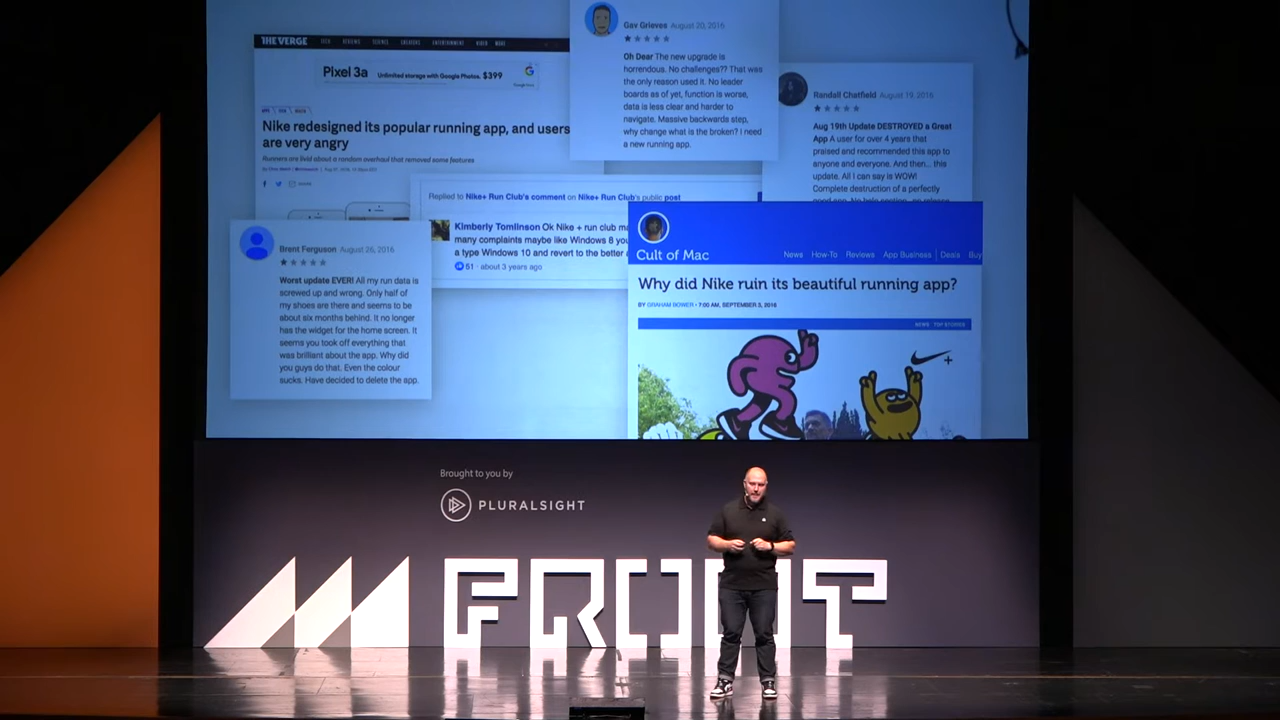 THE VERGE TECH REVIEWS SCIENCE CREATORS ENTERTAINMENT VIDEO MORE
Pixel 3a Unlimited storage with Google Photos. $399
Nike redesigned its popular running app, and users
are very angry
Runners are livid about a random overhaul that removed some features
Gav Grieves August 20, 2016
Oh Dear The new upgrade is
horrendous. No challenges?? That was
the only reason used it. No leader
boards as of yet, function is worse,
data is less clear and harder to
navigate. Massive backwards step,
why change what is the broken? I need
a new running app.
Randall Chatfield August 19, 2016
Aug 19th Update DESTROYED a Great
App A user for over 4 years that
praised and recommended this app to
anyone and everyone. And then... this
update. All I can say is WOW!
Complete destruction of a perfectly
Replied to Nike+ Run Club's comment on Nike+ Run Club's public post
Kimberly Tomlinson Ok Nike + run club
many complaints maybe like Windows 8
a type Windows 10 and revert to the better
51 · about 3 years ago
Brent Ferguson August 26, 2016
Worst update EVER! All my run data is
screwed up and wrong. Only half of
my shoes are there and seems to be
about six months behind. It no longer
has the widget for the home screen. It
seems you took off everything that
was brilliant about the app. Why did
you guys do that. Even the colour
sucks. Have decided to delete the app.
Cult of Mac
News How-To Reviews App Business Deals Buy
Why did Nike ruin its beautiful running app?
BY GRAHAM BOWER • 7:00 AM, SEPTEMBER 3, 2016
NEWS TOP STORIES
Brought to you by
PLURALSIGHT
FRONT